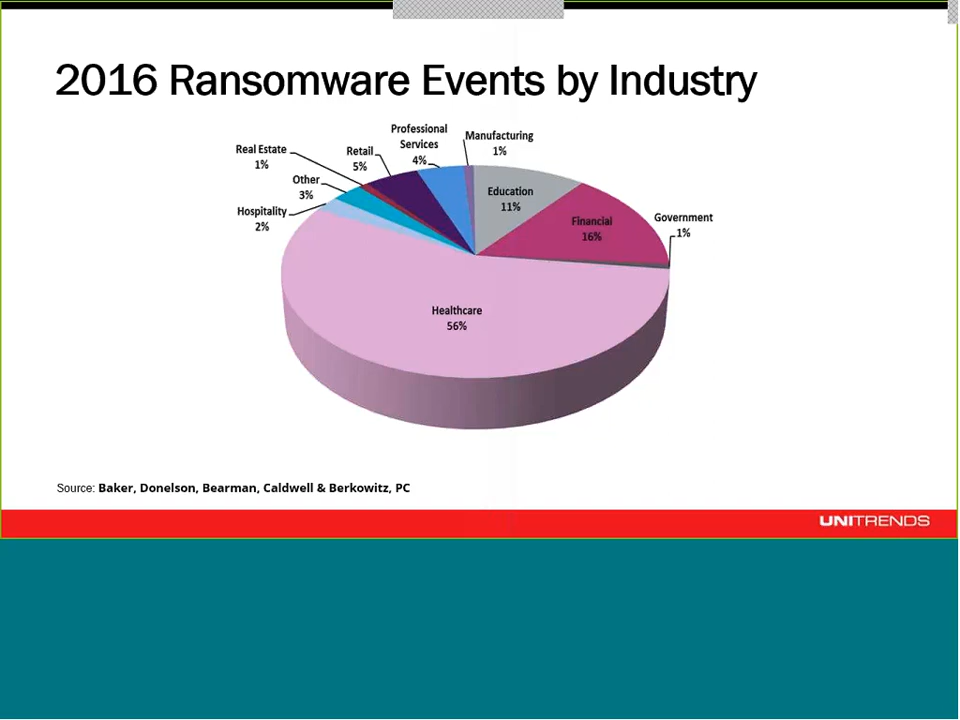 2016 Ransomware Events by Industry
Professional
Services
4%
Manufacturing
1%
Real Estate
1%
Retail
5%
Other
3%
Hospitality
2%
Education
11%
Financial
16%
Government
1%
Healthcare
56%
Source: Baker, Donelson, Bearman, Caldwell & Berkowitz, PC
UNITRENDS